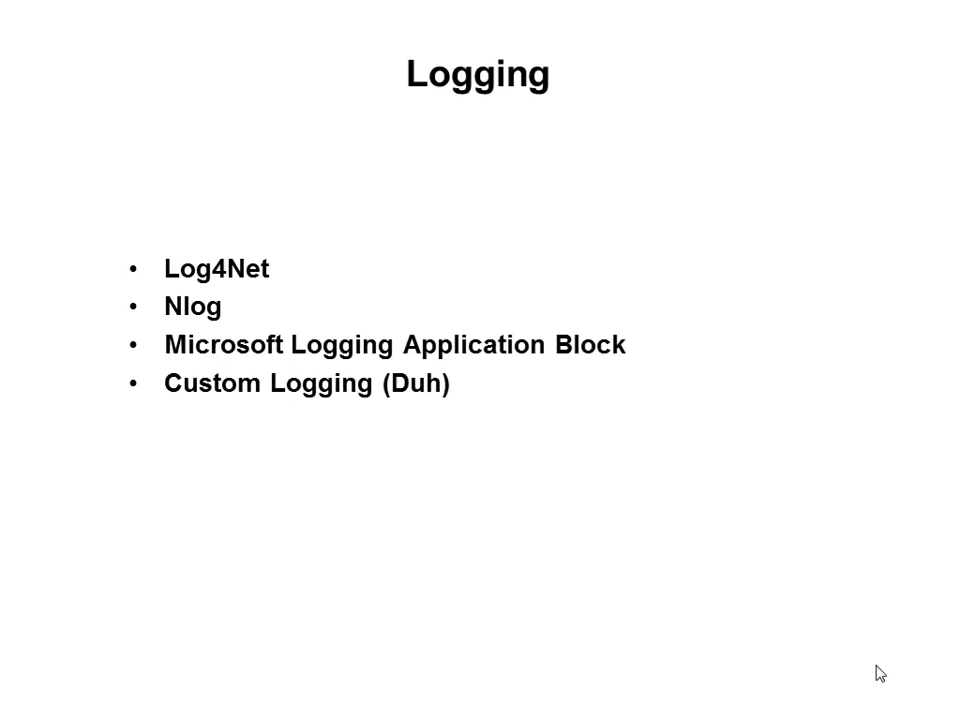 Logging
• Log4Net
• Nlog
• Microsoft Logging Application Block
• Custom Logging (Duh)